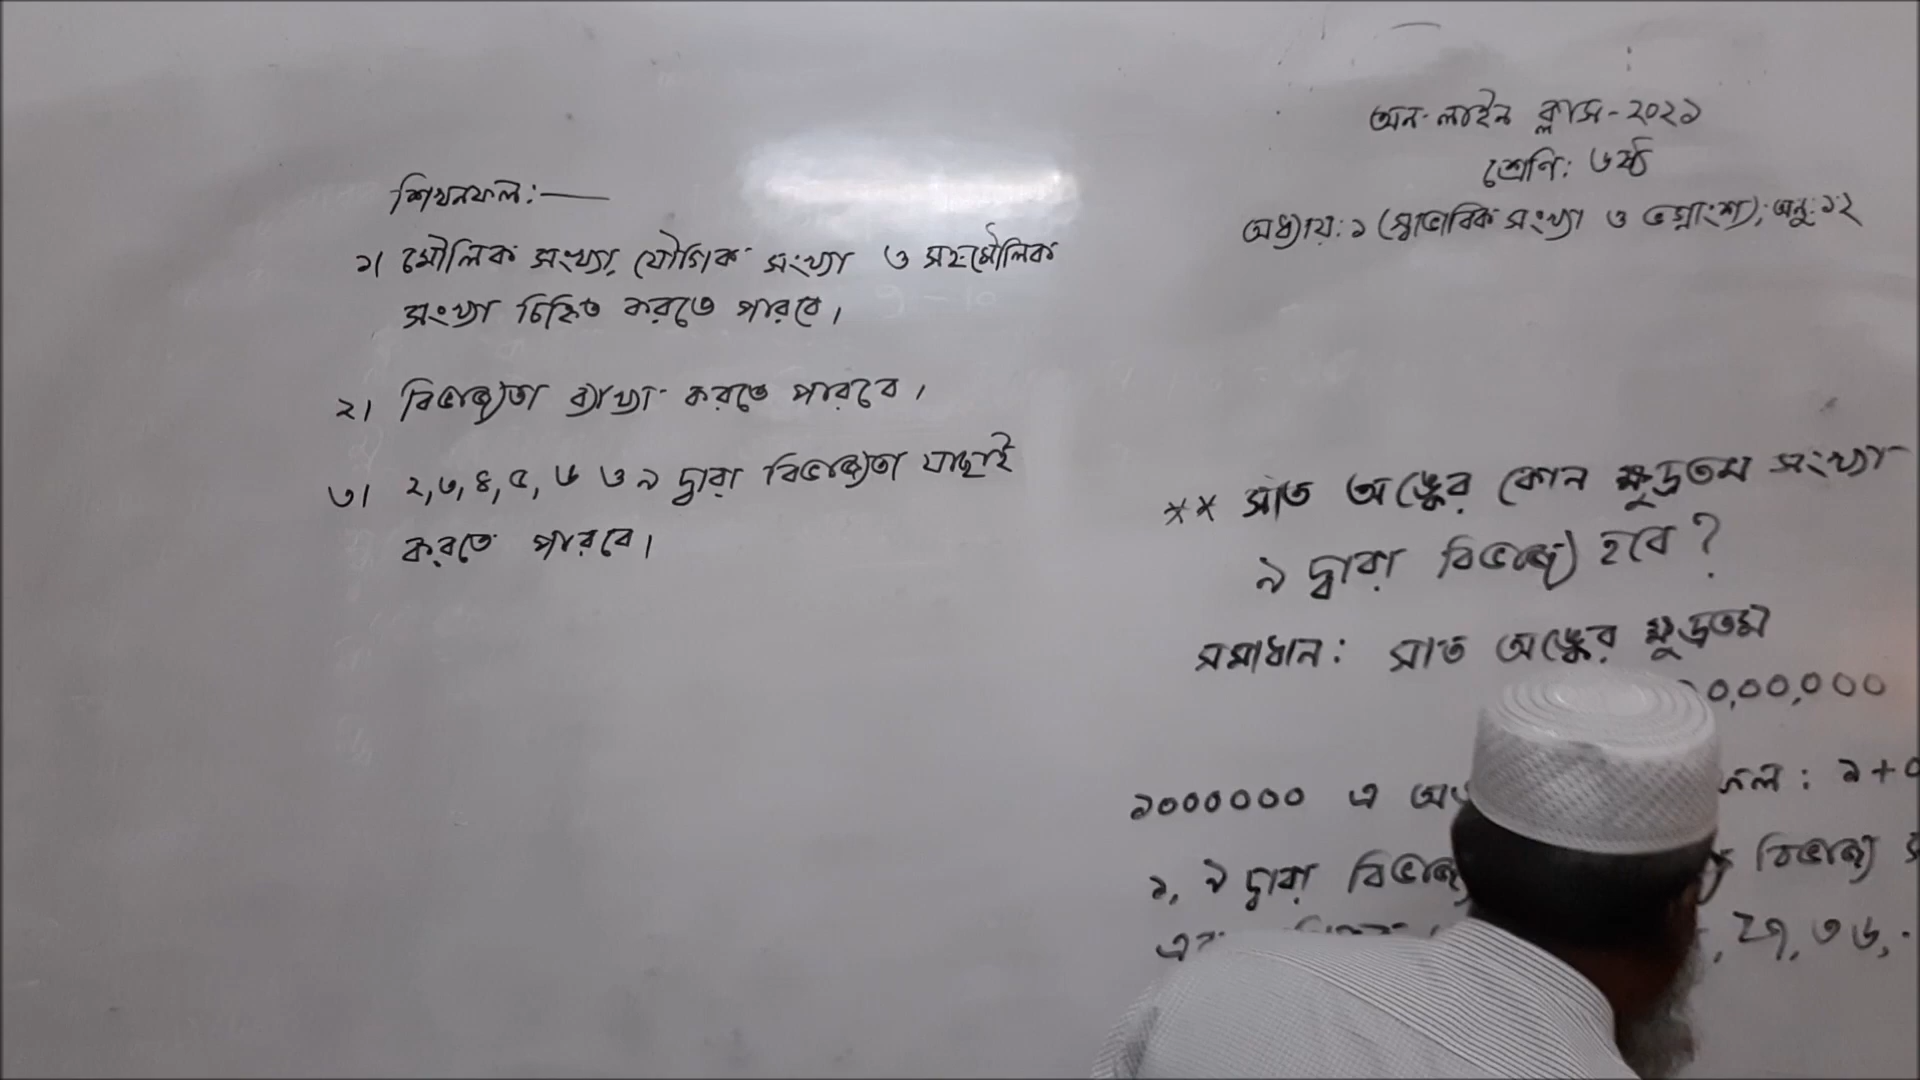 অন-লাইন ক্লাস-২০২১
শ্রেণি: ৬ষ্ঠ
অধ্যায়: ১ (স্বাভাবিক সংখ্যা ও ভগ্নাংশ); অনু: ১২
শিখনফল:—
১। মৌলিক সংখ্যা, যৌগিক সংখ্যা ও সহমৌলিক
সংখ্যা চিহ্নিত করতে পারবে।
২। বিভাজ্যতা ব্যাখ্যা করতে পারবে।
৩। ২,৩,৪,৫,৬ ও ৯ দ্বারা বিভাজ্যতা যাচাই
করতে পারবে।
** সাত অঙ্কের কোন ক্ষুদ্রতম সংখ্যা
৯ দ্বারা বিভাজ্য হবে?
সমাধান: সাত অঙ্কের ক্ষুদ্রতম
০,০০,০০০
১০০০০০০ এ : ১+০
১, ৯ দ্বারা বিভাজ্য
, ২৭, ৩৬,